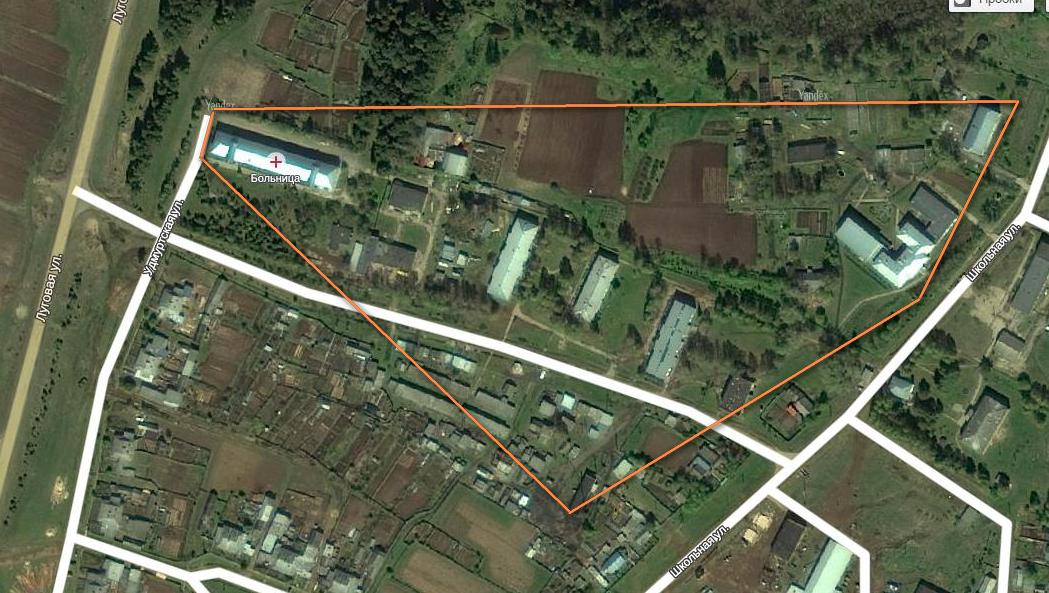 Пробки
Yandex
Yandex
Больница
Удмуртская ул.
Луговая ул.
Школьная ул.
Школьная ул.